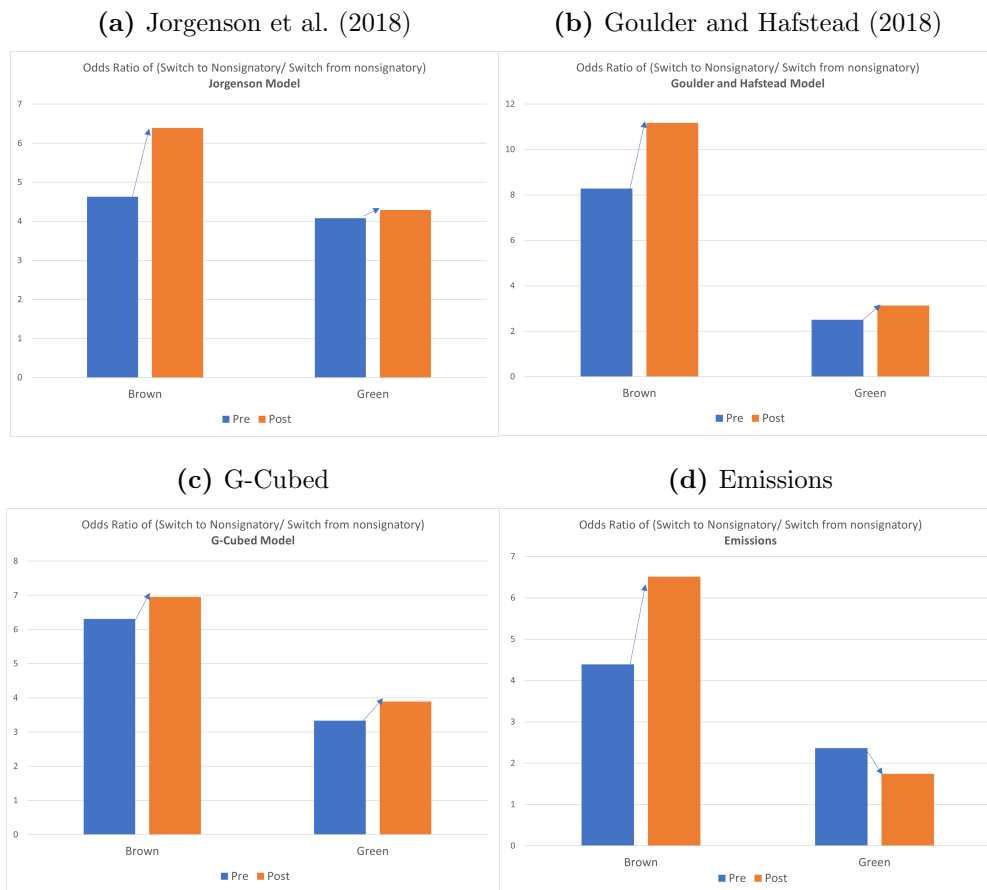 (a) Jorgenson et al. (2018)
Odds Ratio of (Switch to Nonsignatory/ Switch from nonsignatory)
Jorgenson Model
7
6
5
4
3
2
1
0
Brown
Green
Pre
Post
(b) Goulder and Hafstead (2018)
Odds Ratio of (Switch to Nonsignatory/ Switch from nonsignatory)
Goulder and Hafstead Model
12
10
8
6
4
2
0
Brown
Green
Pre
Post
(c) G-Cubed
Odds Ratio of (Switch to Nonsignatory/ Switch from nonsignatory)
G-Cubed Model
8
7
6
5
4
3
2
1
0
Brown
Green
Pre
Post
(d) Emissions
Odds Ratio of (Switch to Nonsignatory/ Switch from nonsignatory)
Emissions
7
6
5
4
3
2
1
0
Brown
Green
Pre
Post